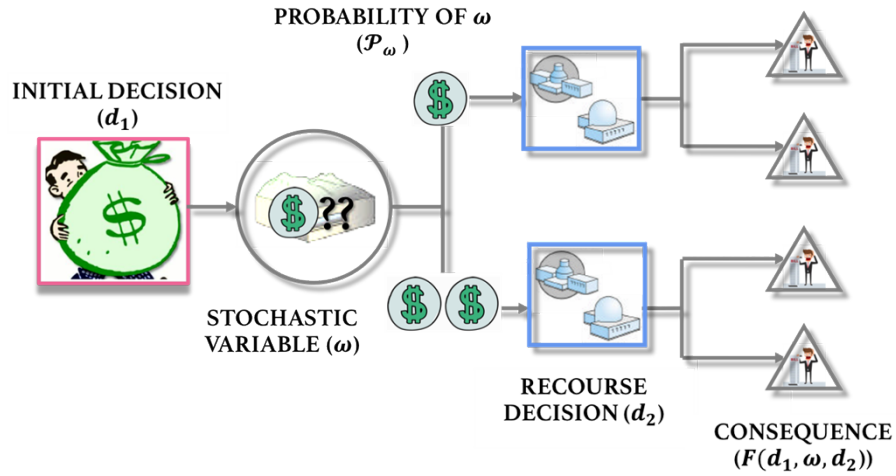 PROBABILITY OF ω
(𝒫ω)
INITIAL DECISION
(d₁)
$
$
$
??
$
$
STOCHASTIC
VARIABLE (ω)
RECOURSE
DECISION (d₂)
CONSEQUENCE
(F(d₁, ω, d₂))